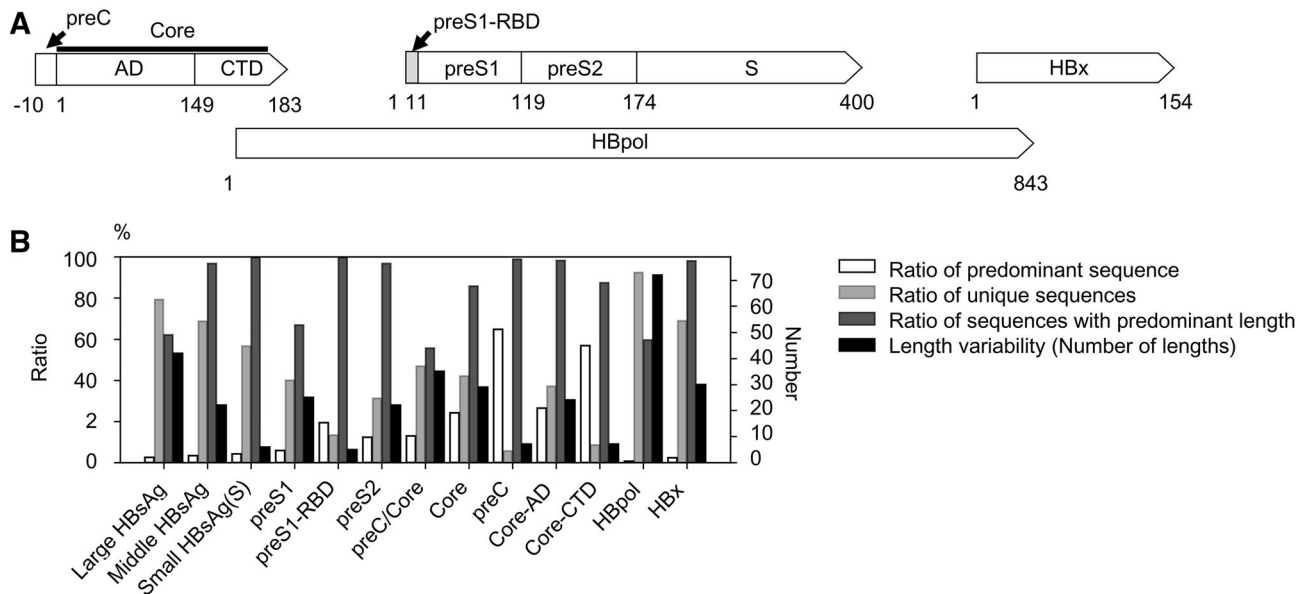 A
preC
Core
AD
CTD
-10 1 149 183
preS1-RBD
preS1 preS2 S
1 11 119 174 400
HBx
1 154
HBpol
1 843
B
%
Ratio
100
80
60
40
2
0
70
60
50
40
30
20
10
0
Number
Large HBsAg
Middle HBsAg
Small HBsAg(S)
preS1
preS1-RBD
preS2
preC/Core
Core
preC
Core-AD
Core-CTD
HBpol
HBx
Ratio of predominant sequence
Ratio of unique sequences
Ratio of sequences with predominant length
Length variability (Number of lengths)